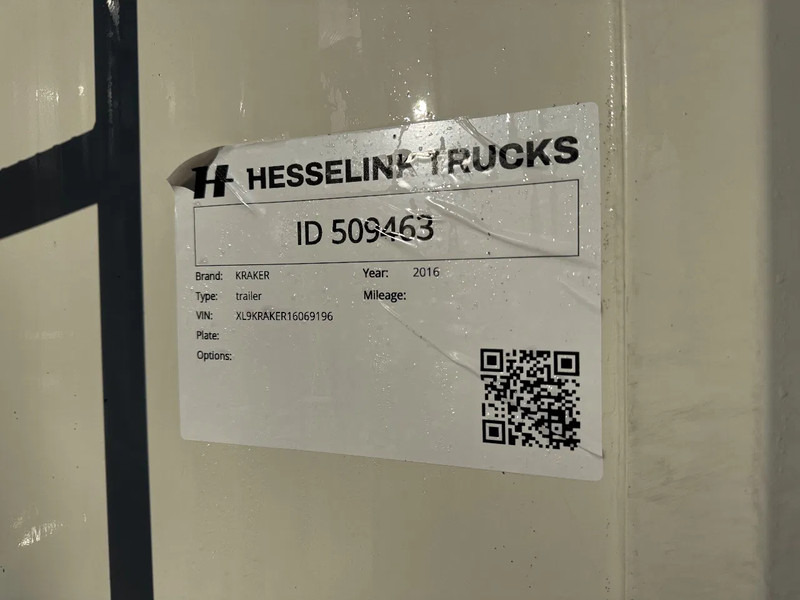 H HESSELINK TRUCKS
ID 509463
Brand: KRAKER Year: 2016
Type: trailer Mileage:
VIN: XL9KRAKER16069196
Plate:
Options: